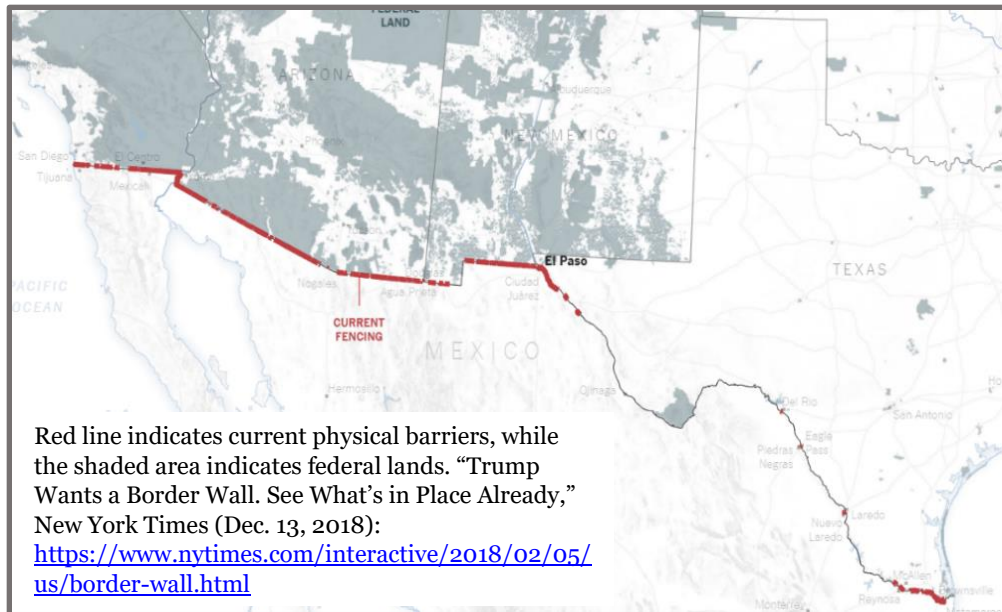 FEDERAL
LAND
ARIZONA
Albuquerque
NEW MEXICO
Phoenix
San Diego
El Centro
Tijuana
Mexicali
El Paso
TEXAS
PACIFIC
OCEAN
Nogales
Douglas
Agua Prieta
Ciudad
Juárez
CURRENT
FENCING
MEXICO
Hermosillo
Ojinaga
Del Rio
San Antonio
Eagle
Pass
Piedras
Negras
Laredo
Nuevo
Laredo
McAllen
Brownsville
Reynosa
Monterrey
Red line indicates current physical barriers, while
the shaded area indicates federal lands. “Trump
Wants a Border Wall. See What’s in Place Already,”
New York Times (Dec. 13, 2018):
https://www.nytimes.com/interactive/2018/02/05/
us/border-wall.html